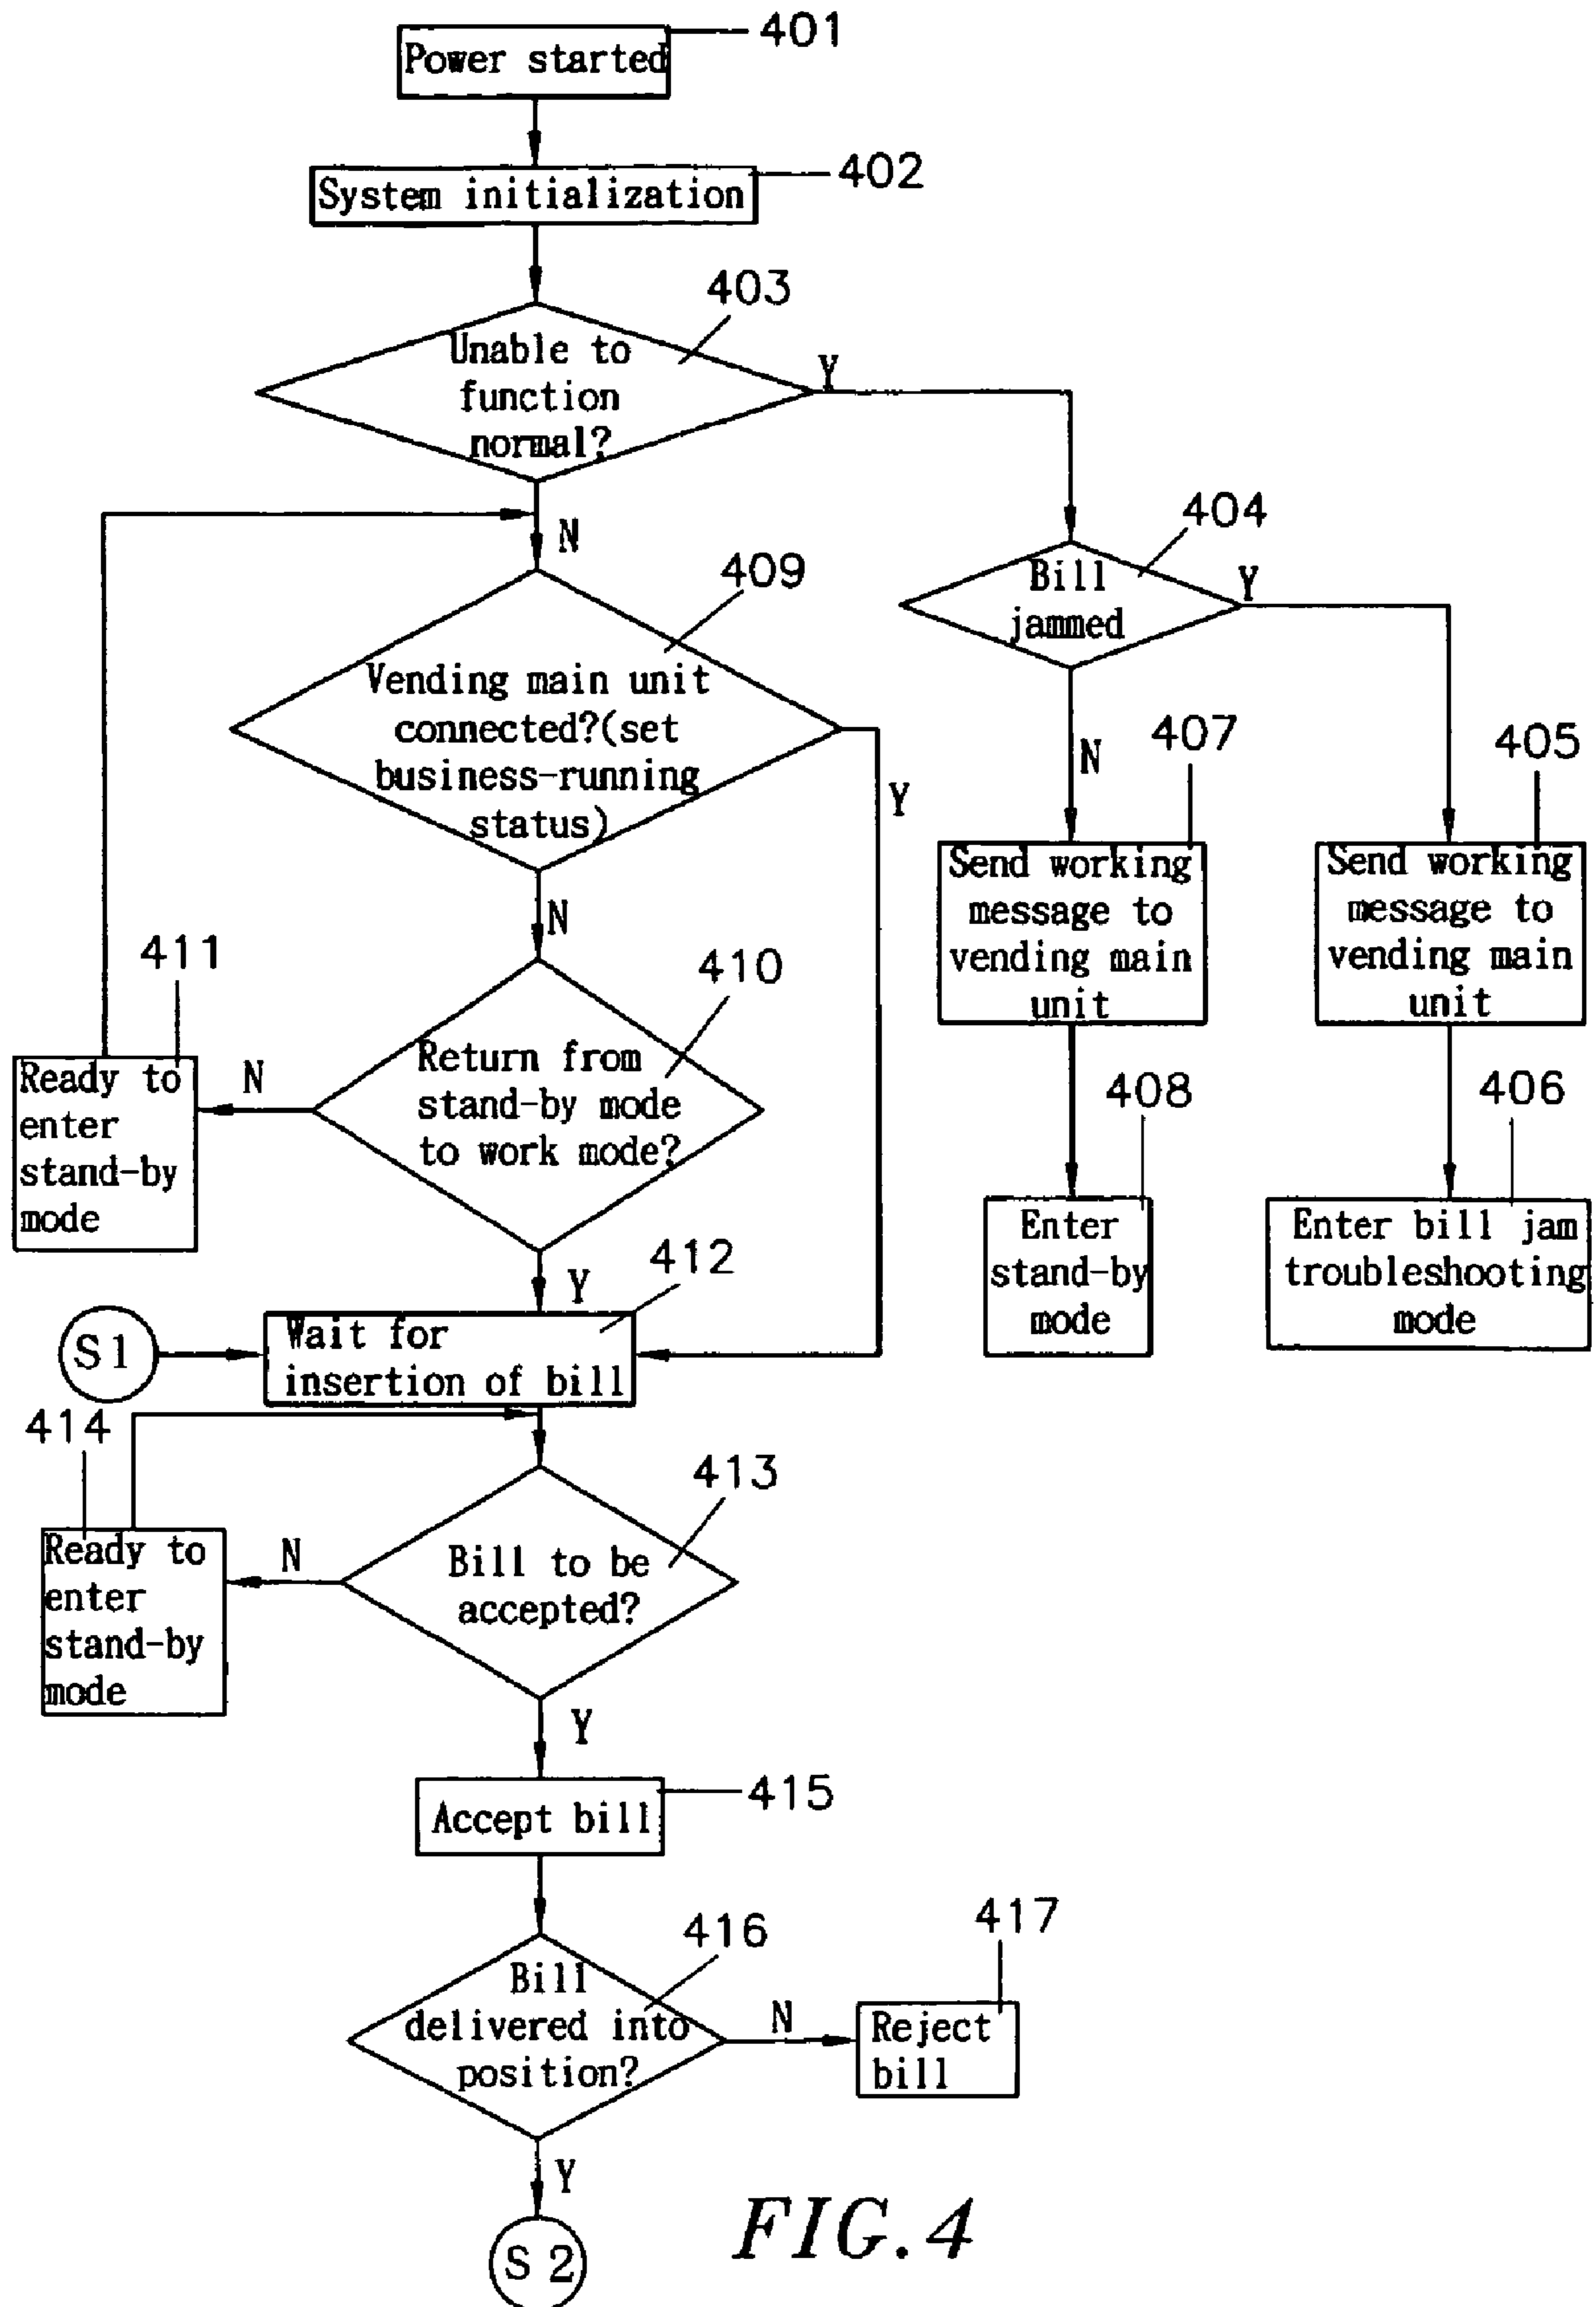 401
Power started
402
System initialization
403
Unable to
function
normal?
Y
N
404
Bill
jammed
Y
N
409
Vending main unit
connected?(set
business-running
status)
Y
N
407
Send working
message to
vending main
unit
405
Send working
message to
vending main
unit
411
Ready to
enter
stand-by
mode
N
410
Return from
stand-by mode
to work mode?
Y
408
Enter
stand-by
mode
406
Enter bill jam
troubleshooting
mode
S1
412
Wait for
insertion of bill
414
Ready to
enter
stand-by
mode
N
413
Bill to be
accepted?
Y
415
Accept bill
416
Bill
delivered into
position?
N
417
Reject
bill
Y
S 2
FIG.4